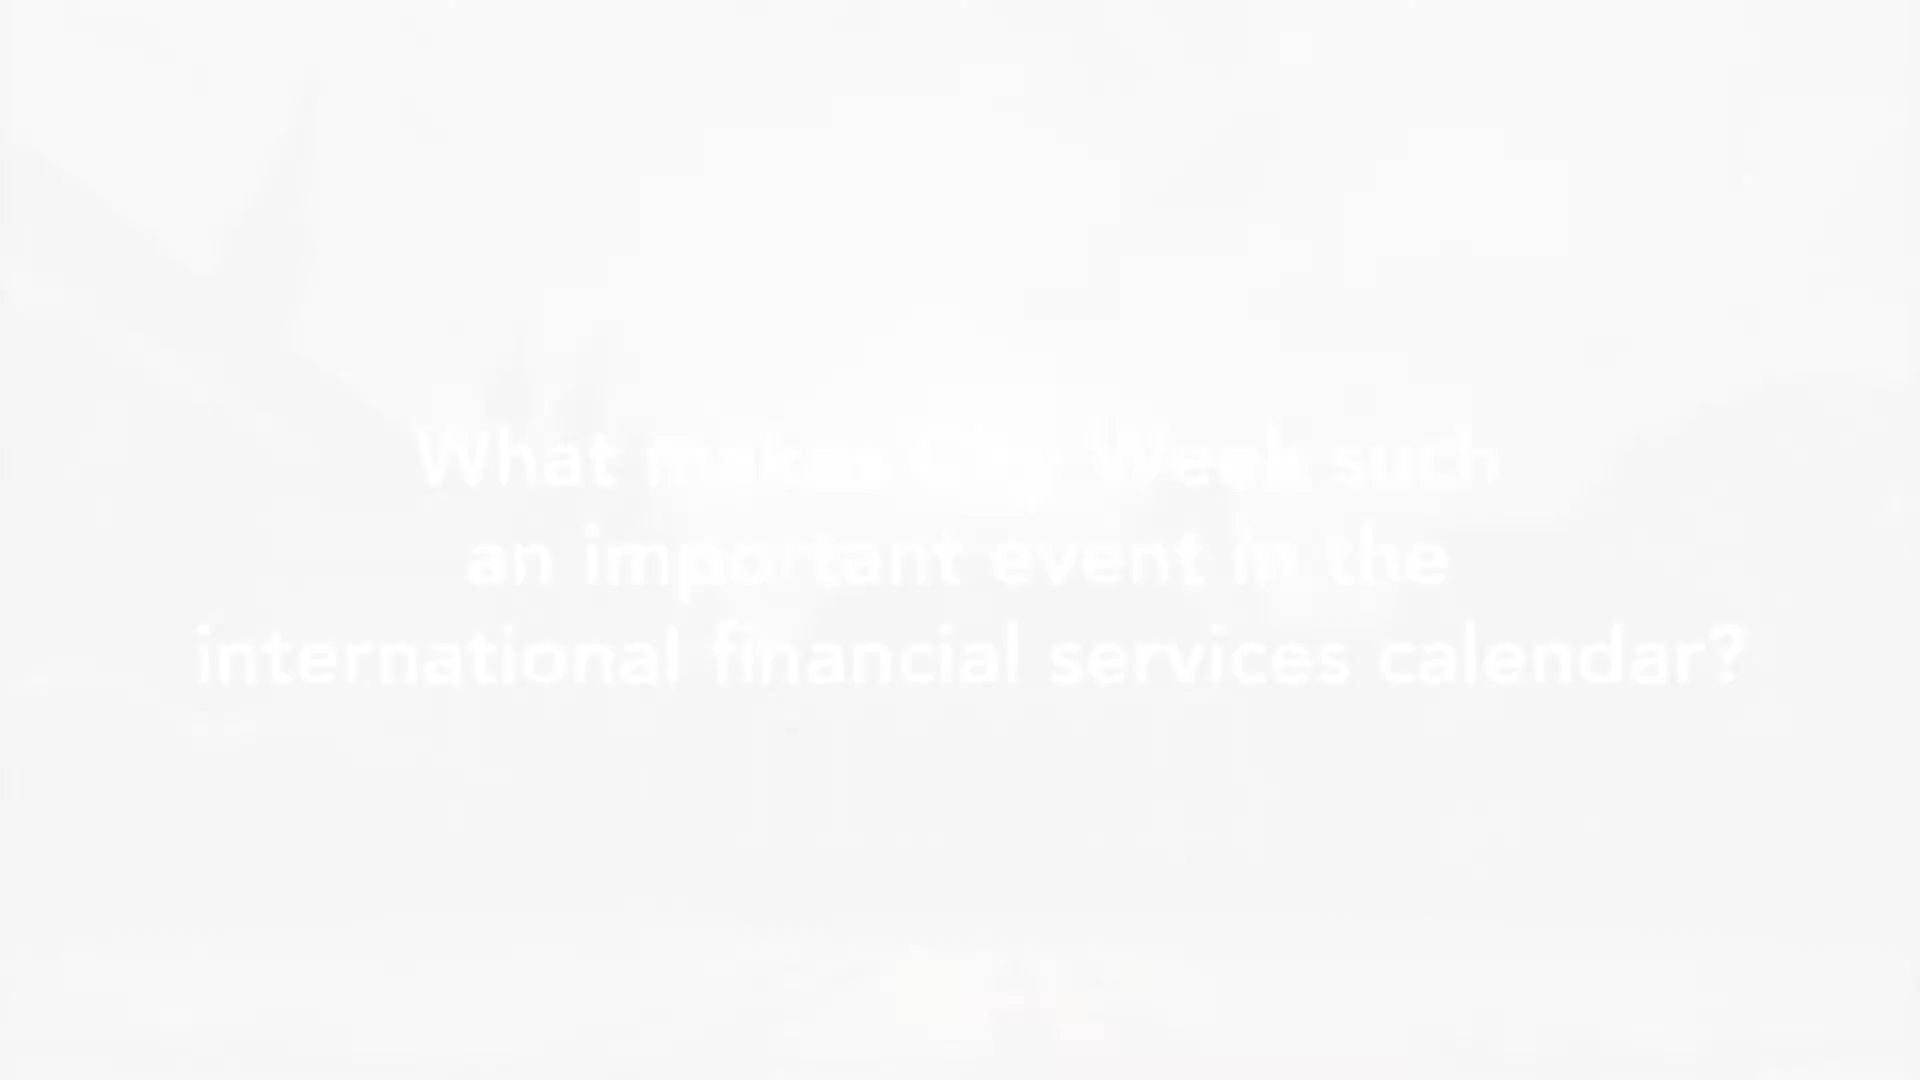 What makes City Week such
an important event in the
international financial services calendar?